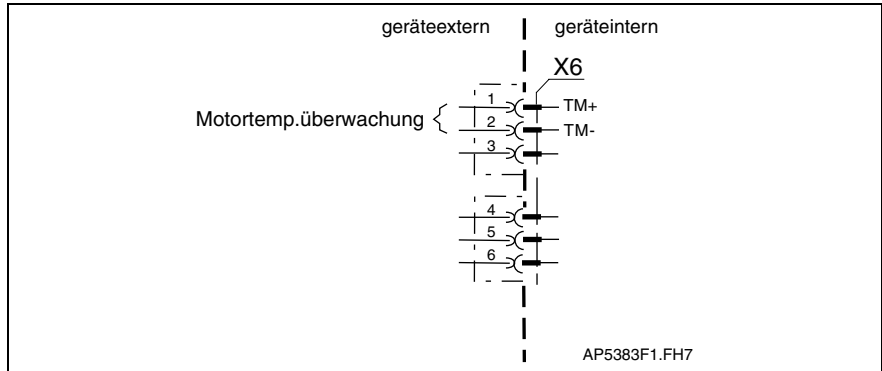 geräteextern geräteintern
X6
1 TM+
Motortemp.überwachung 2 TM-
3
4
5
6
AP5383F1.FH7